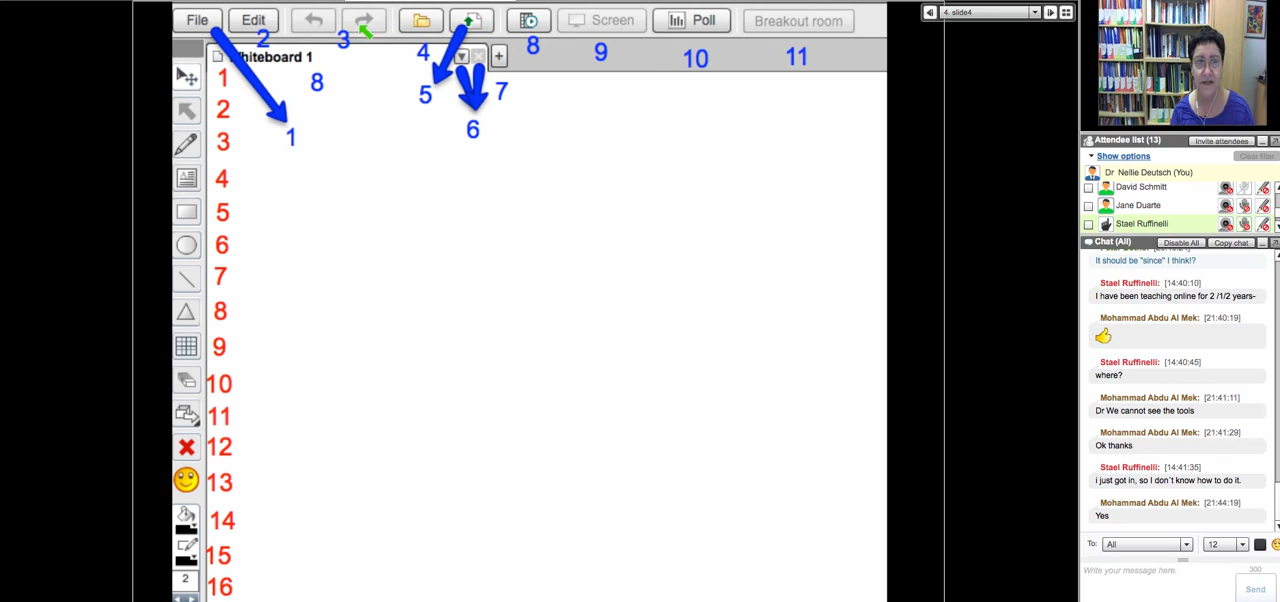 File Edit Screen Poll Breakout room
4. slide4
2 3 4 8 9 10 11
Whiteboard 1
8 5 7
1 6
1
2
3
4
5
6
7
8
9
10
11
12
13
14
15
2
16
Attendee list (13) Invite attendees
Show options Clear filter
Dr Nellie Deutsch (You)
David Schmitt
Jane Duarte
Stael Ruffinelli
Chat (All) Disable All Copy chat
It should be "since" I think!?
Stael Ruffinelli: [14:40:10]
I have been teaching online for 2 /1/2 years-
Mohammad Abdu Al Mek: [21:40:19]
Stael Ruffinelli: [14:40:45]
where?
Mohammad Abdu Al Mek: [21:41:11]
Dr We cannot see the tools
Mohammad Abdu Al Mek: [21:41:29]
Ok thanks
Stael Ruffinelli: [14:41:35]
i just got in, so I don´t know how to do it.
Mohammad Abdu Al Mek: [21:44:19]
Yes
To: All 12
Write your message here. 300
Send